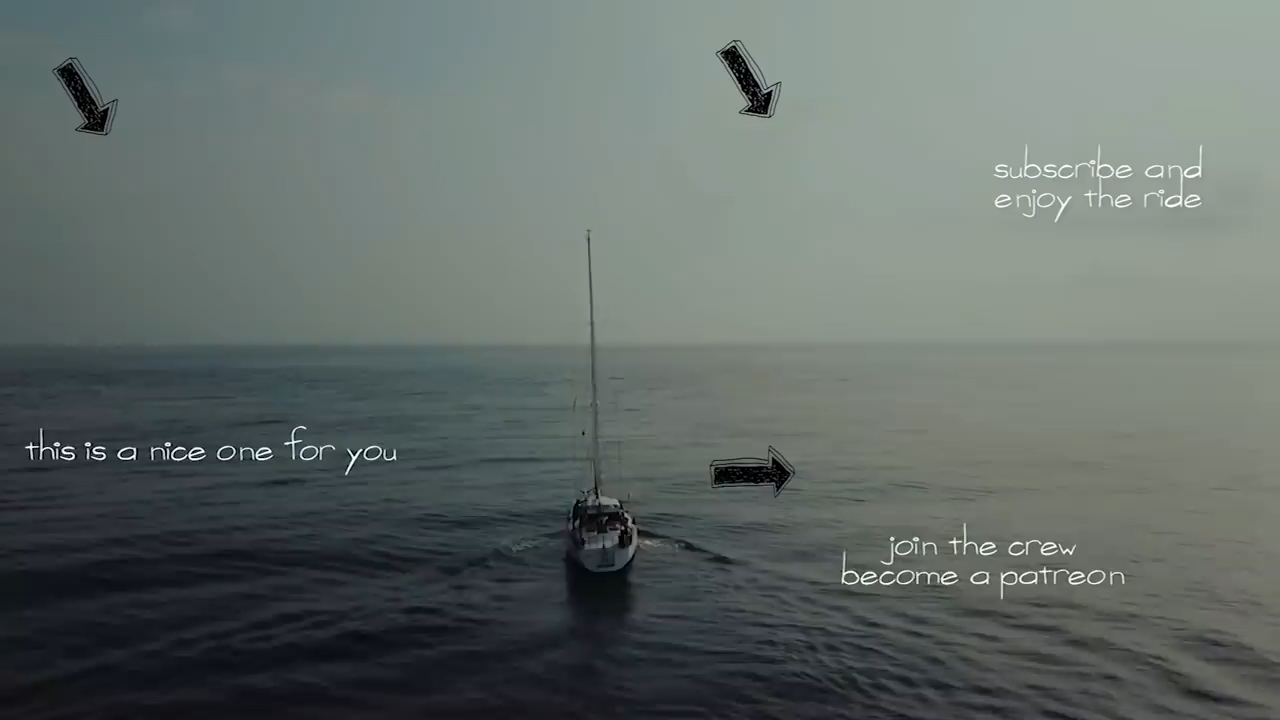 subscribe and
enjoy the ride
this is a nice one for you
join the crew
become a patreon